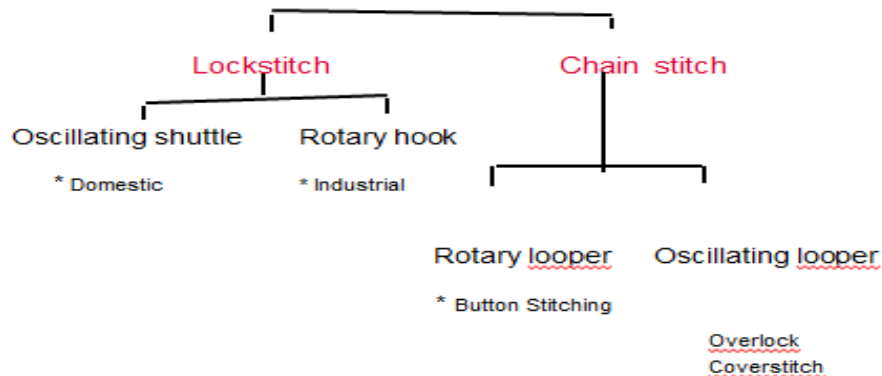 Lockstitch Chain stitch
Oscillating shuttle Rotary hook
* Domestic * Industrial
Rotary looper Oscillating looper
* Button Stitching
Overlock
Coverstitch